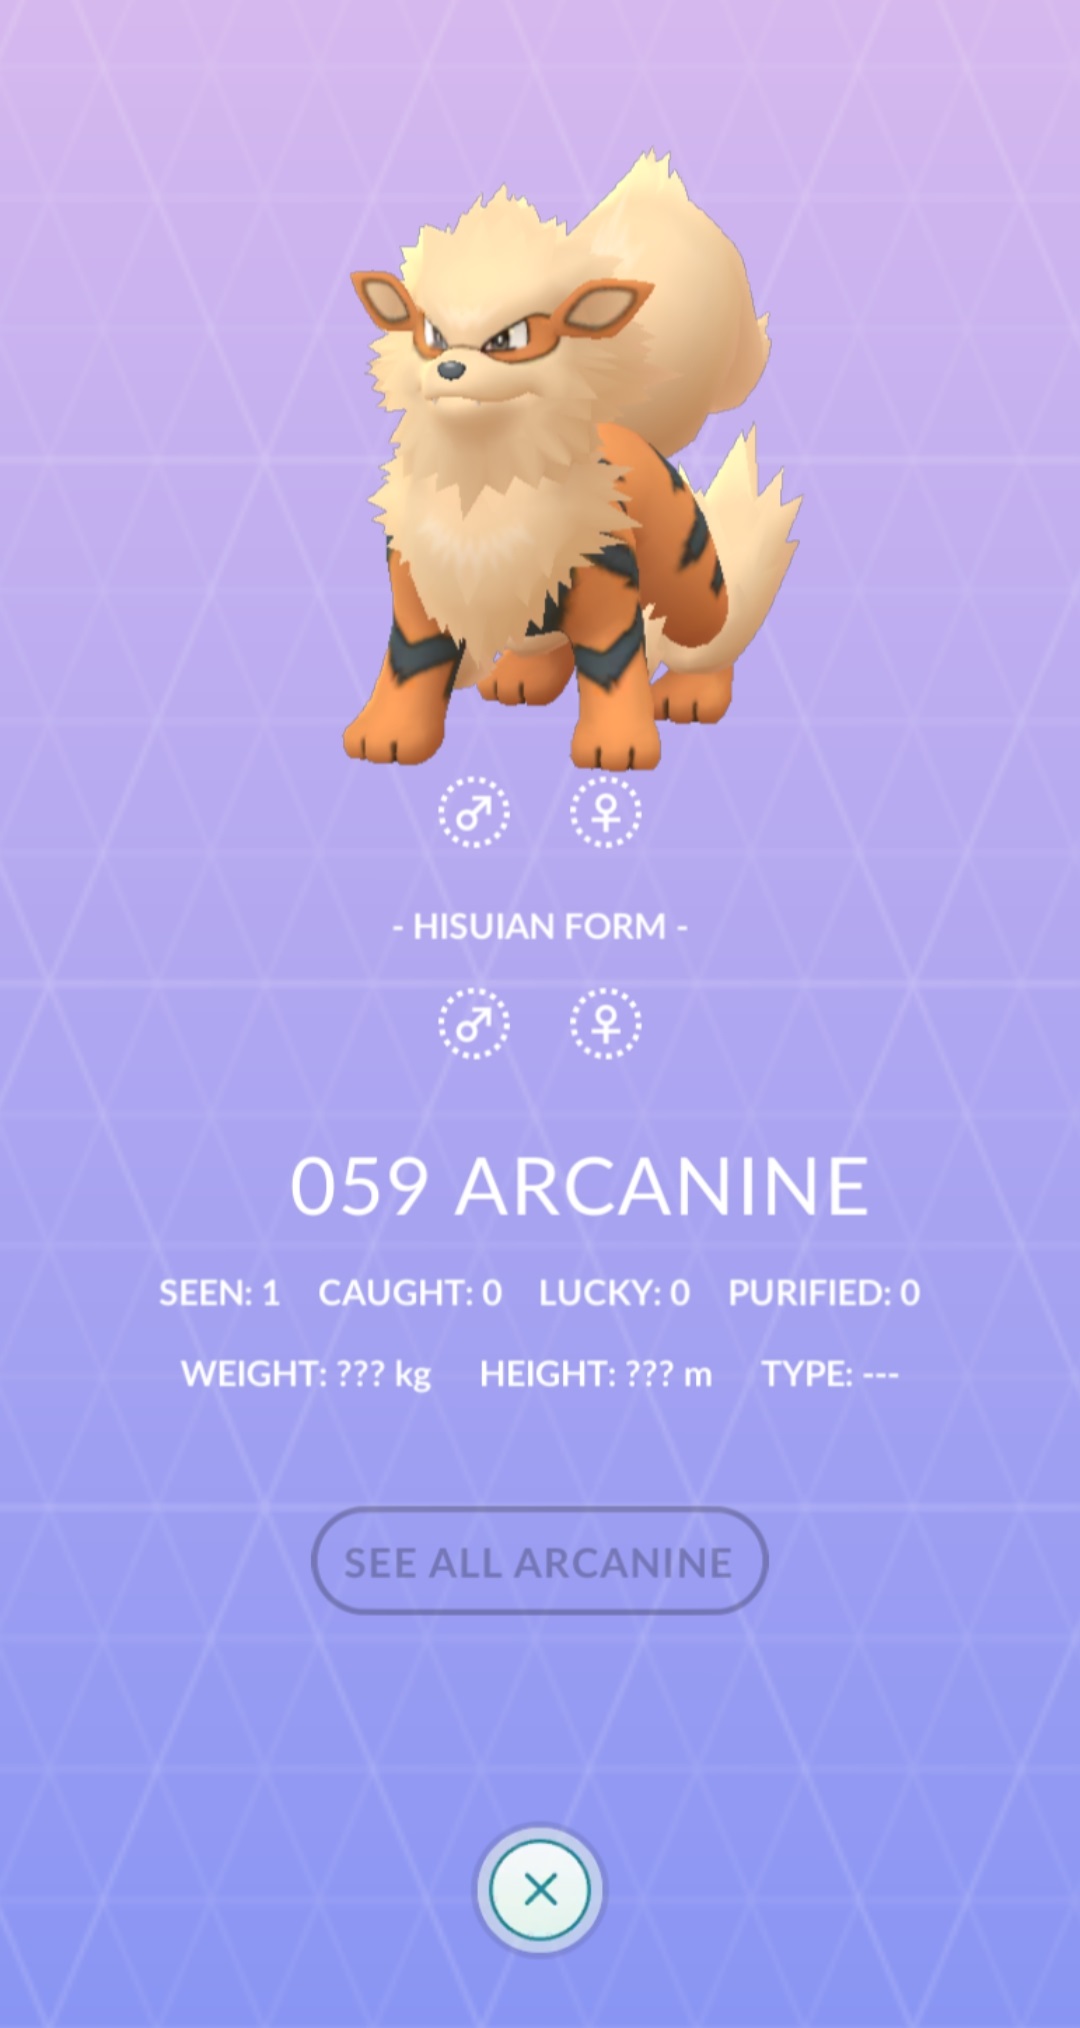 - HISUIAN FORM -
059 ARCANINE
SEEN: 1 CAUGHT: 0 LUCKY: 0 PURIFIED: 0
WEIGHT: ??? kg HEIGHT: ??? m TYPE: ---
SEE ALL ARCANINE